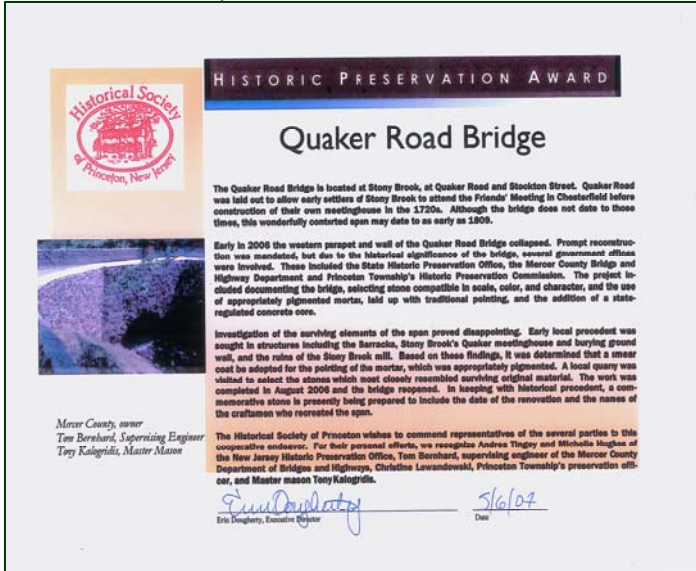 Historical Society
of Princeton, New Jersey
HISTORIC PRESERVATION AWARD
Quaker Road Bridge
The Quaker Road Bridge is located at Stony Brook, at Quaker Road and Stockton Street. Quaker Road
was laid out to allow early settlers of Stony Brook to attend the Friends' Meeting in Chesterfield before
construction of their own meetinghouse in the 1720s. Although the bridge does not date to those
times, this wonderfully contorted span may date to as early as 1809.
Early in 2006 the western parapet and wall of the Quaker Road Bridge collapsed. Prompt reconstruc-
tion was mandated, but due to the historical significance of the bridge, several government offices
were involved. These included the State Historic Preservation Office, the Mercer County Bridge and
Highway Department and Princeton Township's Historic Preservation Commission. The project in-
cluded documenting the bridge, selecting stone compatible in scale, color, and character, and the use
of appropriately pigmented mortar, laid up with traditional pointing, and the addition of a state-
regulated concrete core.
Investigation of the surviving elements of the span proved disappointing. Early local precedent was
sought in structures including the Barracks, Stony Brook's Quaker meetinghouse and burying ground
wall, and the ruins of the Stony Brook mill. Based on these findings, it was determined that a smear
coat be adopted for the pointing of the mortar, which was appropriately pigmented. A local quarry was
visited to select the stones which most closely resembled surviving original material. The work was
completed in August 2006 and the bridge reopened. In keeping with historical precedent, a com-
memorative stone is presently being prepared to include the date of the renovation and the names of
the craftsmen who recreated the span.
The Historical Society of Princeton wishes to commend representatives of the several parties to this
cooperative endeavor. For their personal efforts, we recognize Andrea Tingey and Michelle Hughes of
the New Jersey Historic Preservation Office, Tom Bernhard, supervising engineer of the Mercer County
Department of Bridges and Highways, Christine Lewandowski, Princeton Township's preservation offi-
cer, and Master mason Tony Kalogridis.
Mercer County, owner
Tom Bernhard, Supervising Engineer
Tony Kalogridis, Master Mason
Erin Dougherty 5/6/07
Erin Dougherty, Executive Director Date